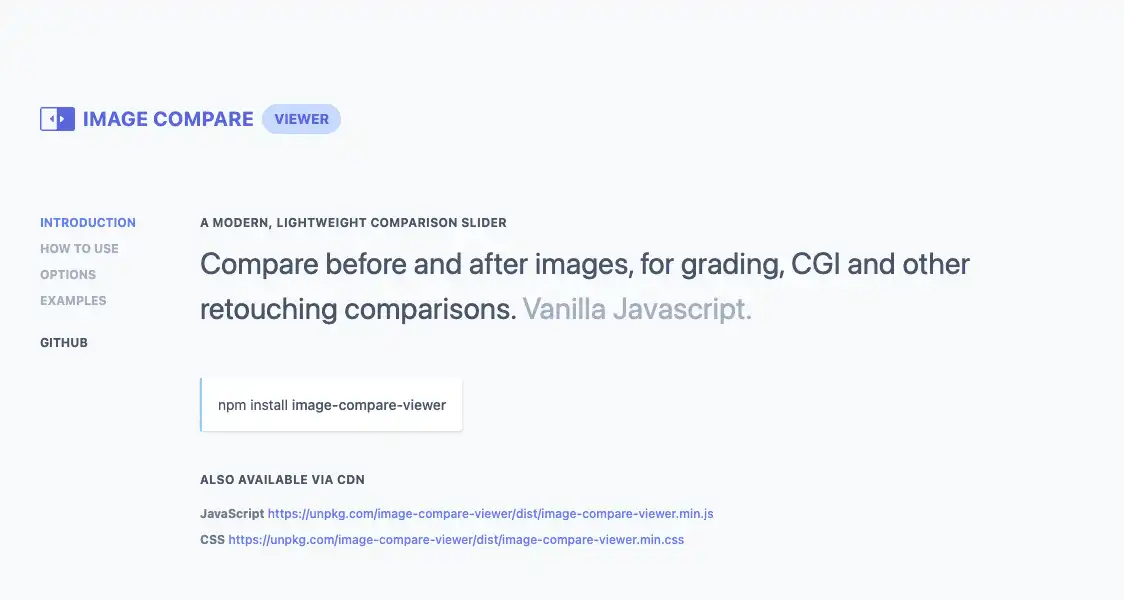 IMAGE COMPARE VIEWER
INTRODUCTION
HOW TO USE
OPTIONS
EXAMPLES
GITHUB
A MODERN, LIGHTWEIGHT COMPARISON SLIDER
Compare before and after images, for grading, CGI and other
retouching comparisons. Vanilla Javascript.
npm install image-compare-viewer
ALSO AVAILABLE VIA CDN
JavaScript https://unpkg.com/image-compare-viewer/dist/image-compare-viewer.min.js
CSS https://unpkg.com/image-compare-viewer/dist/image-compare-viewer.min.css